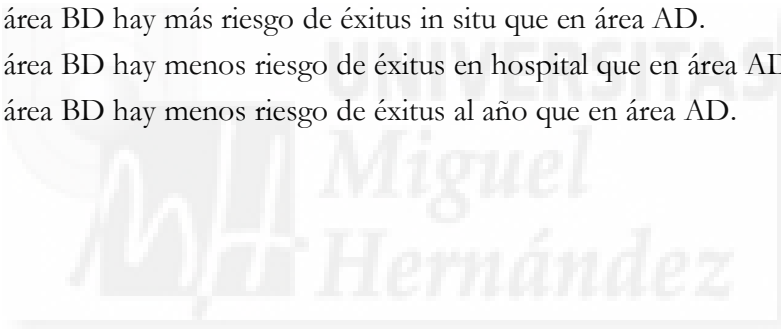 área BD hay más riesgo de éxitus in situ que en área AD.
área BD hay menos riesgo de éxitus en hospital que en área AD
área BD hay menos riesgo de éxitus al año que en área AD.
UNIVERSITAS
Miguel
Hernández